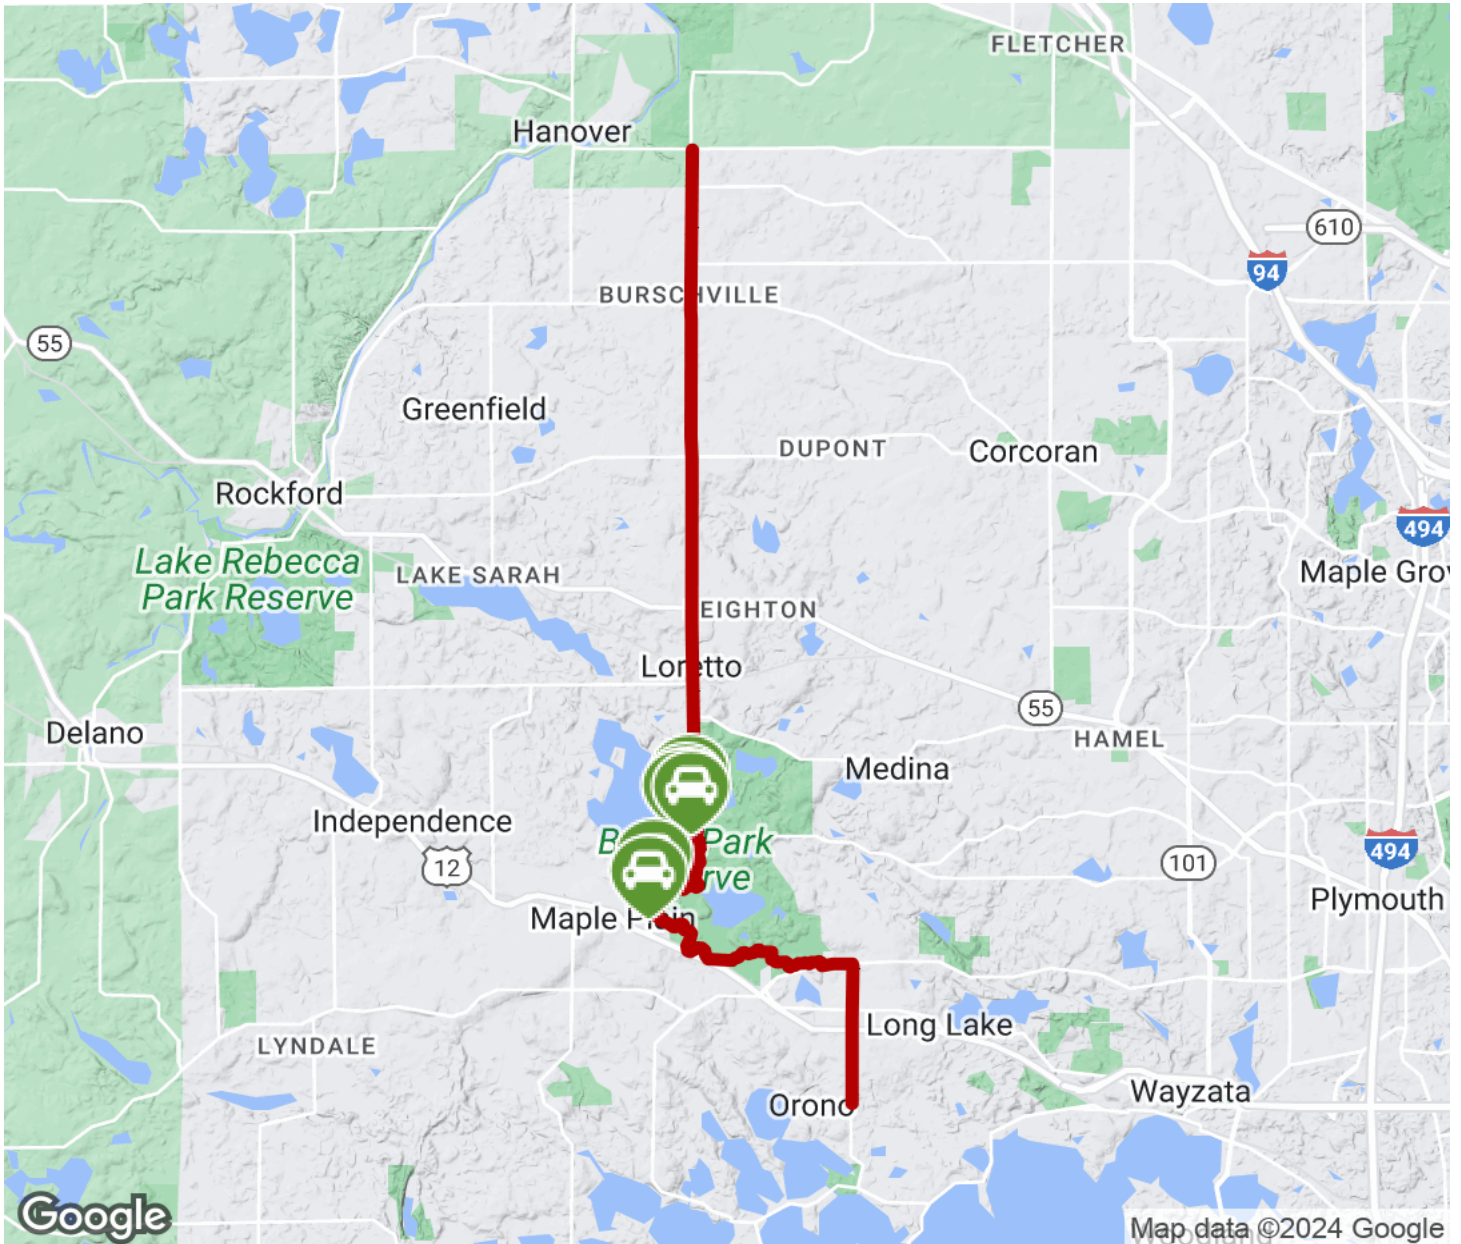 FLETCHER
Hanover
610
94
BURSCHVILLE
55
Greenfield
DUPONT
Corcoran
Rockford
494
Lake Rebecca
Park Reserve
LAKE SARAH
Maple Grov
EIGHTON
Loretto
55
Delano
HAMEL
Medina
Independence
B Park
rve
12
101
494
Plymouth
Maple Plain
Long Lake
LYNDALE
Wayzata
Orono
Google
Map data ©2024 Google